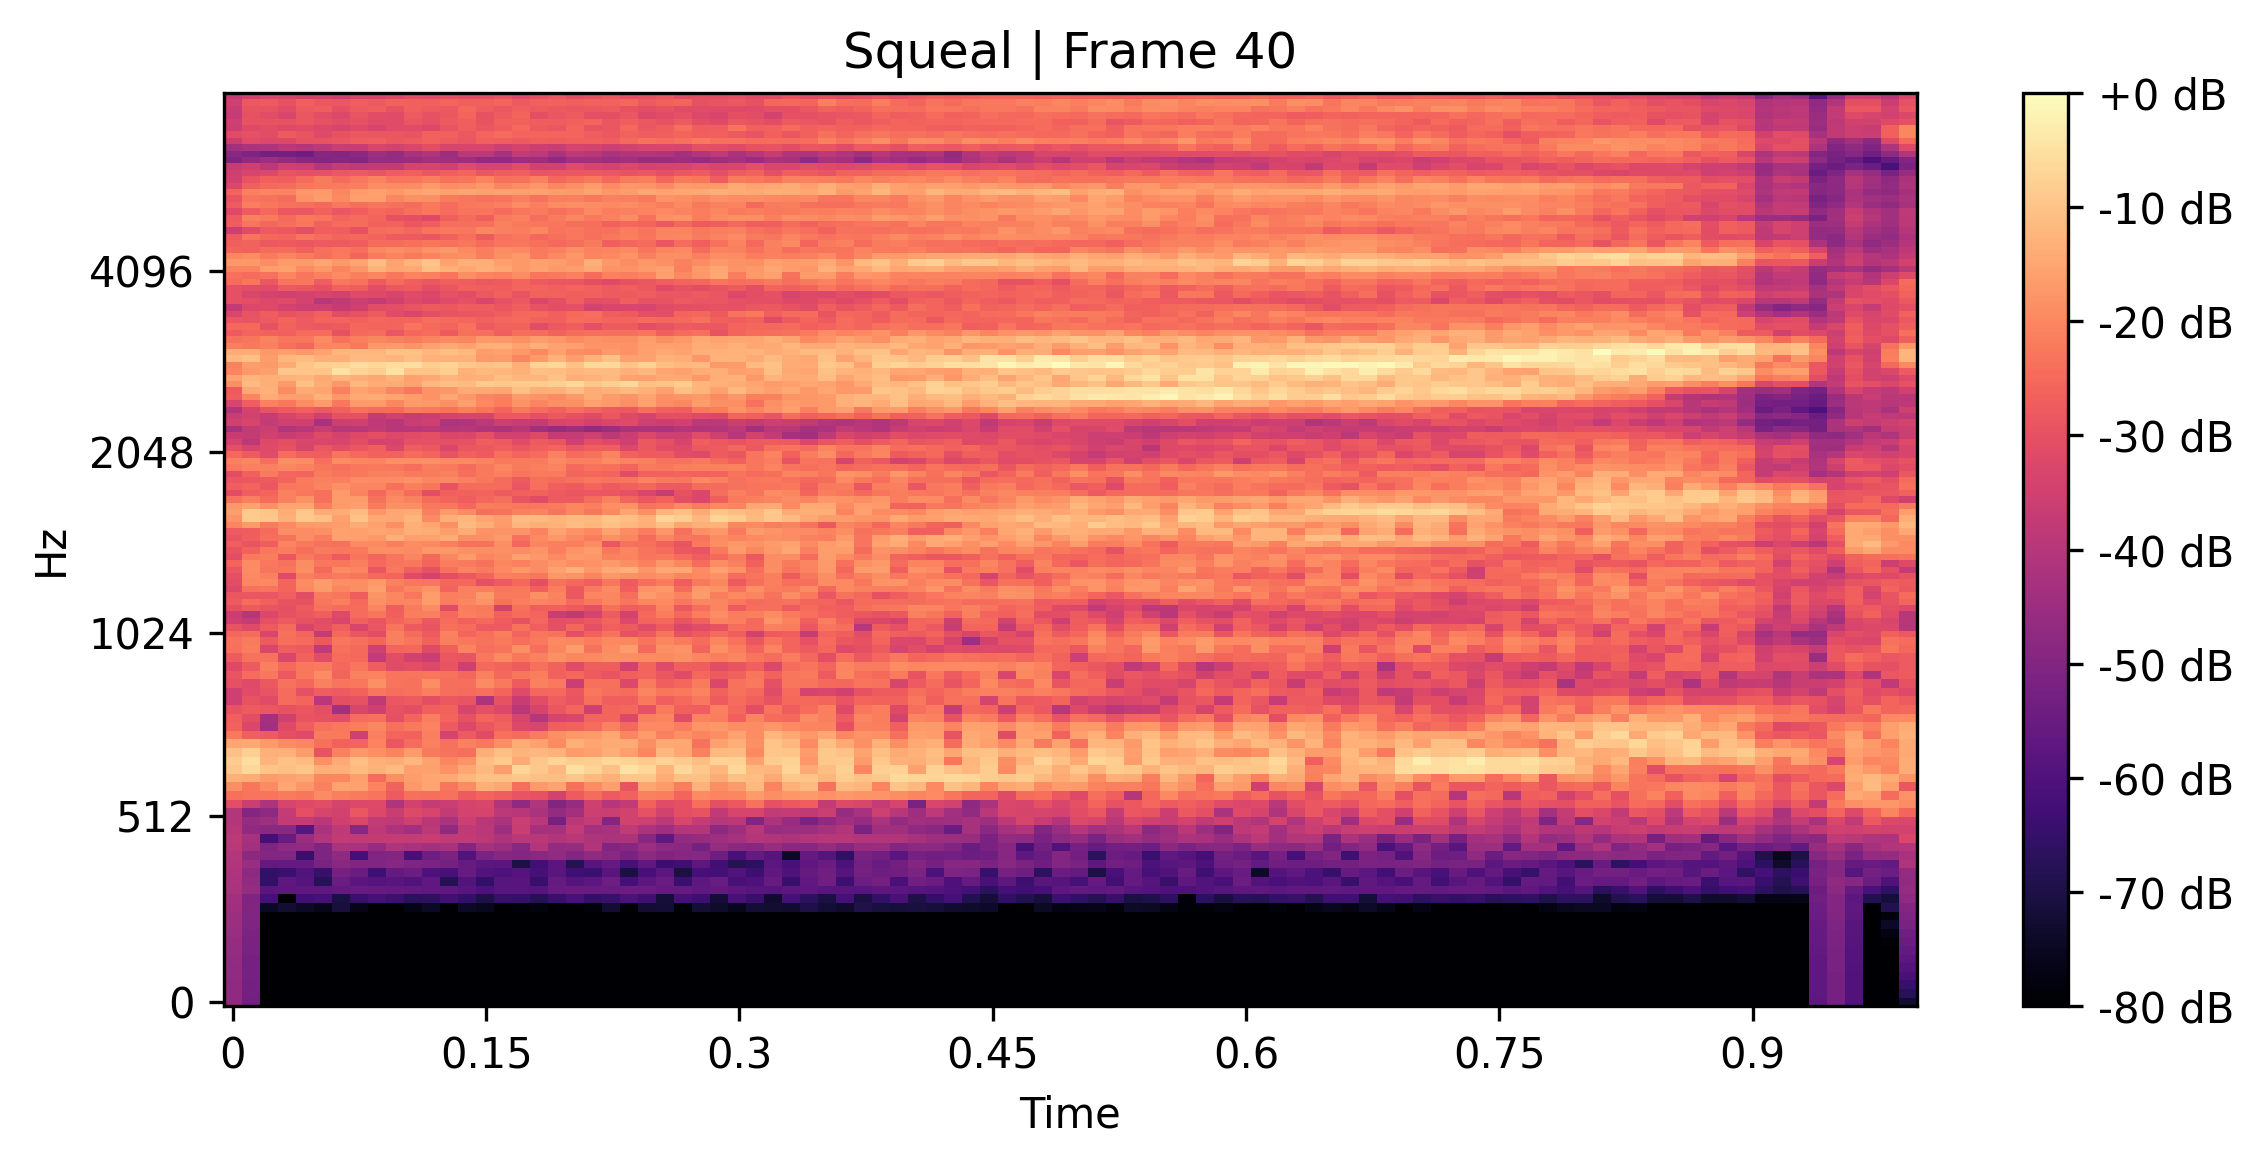 Squeal | Frame 40
+0 dB
-10 dB
-20 dB
-30 dB
-40 dB
-50 dB
-60 dB
-70 dB
-80 dB
Hz
4096
2048
1024
512
0
0 0.15 0.3 0.45 0.6 0.75 0.9
Time